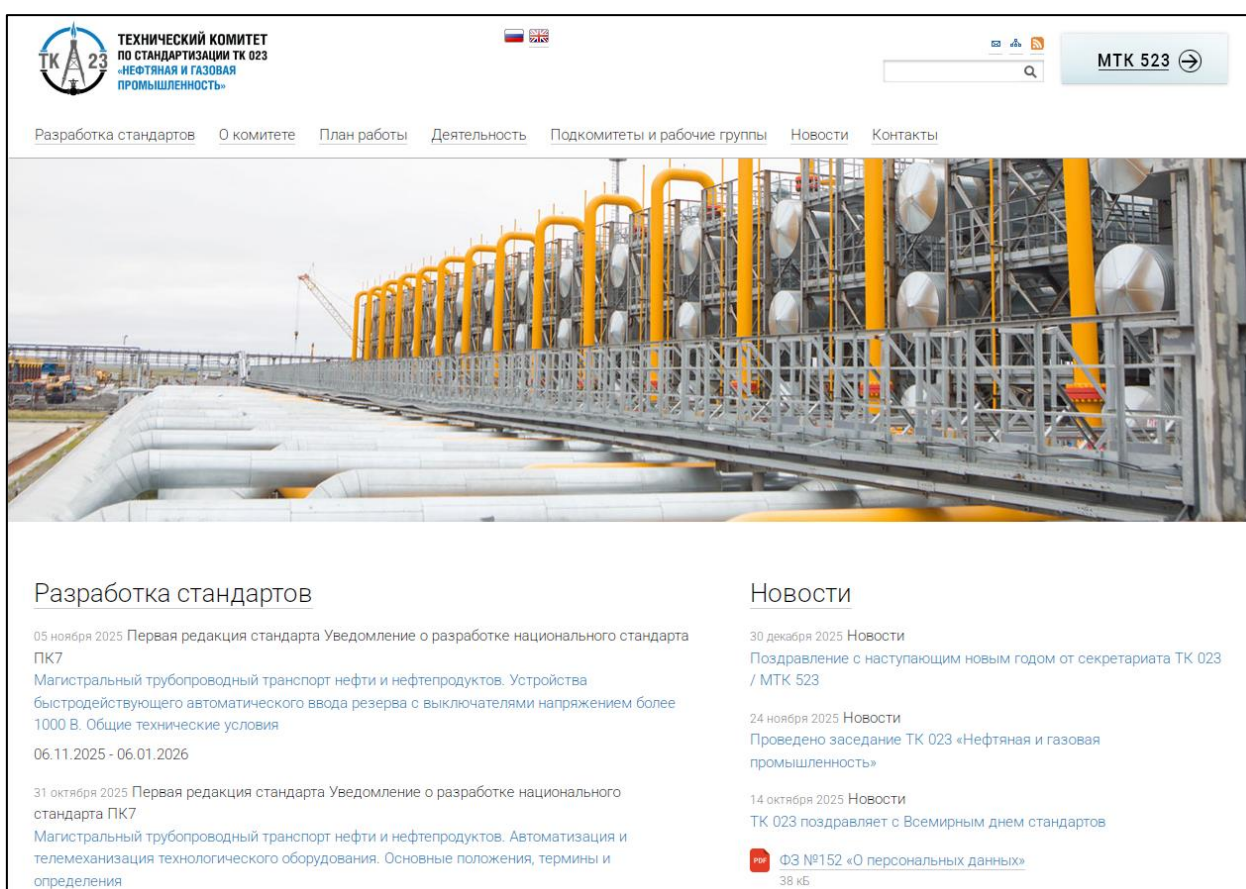 ТК 23
ТЕХНИЧЕСКИЙ КОМИТЕТ
ПО СТАНДАРТИЗАЦИИ ТК 023
«НЕФТЯНАЯ И ГАЗОВАЯ
ПРОМЫШЛЕННОСТЬ»
МТК 523
Разработка стандартов О комитете План работы Деятельность Подкомитеты и рабочие группы Новости Контакты
Разработка стандартов
05 ноября 2025 Первая редакция стандарта Уведомление о разработке национального стандарта
ПК7
Магистральный трубопроводный транспорт нефти и нефтепродуктов. Устройства
быстродействующего автоматического ввода резерва с выключателями напряжением более
1000 В. Общие технические условия
06.11.2025 - 06.01.2026
31 октября 2025 Первая редакция стандарта Уведомление о разработке национального
стандарта ПК7
Магистральный трубопроводный транспорт нефти и нефтепродуктов. Автоматизация и
телемеханизация технологического оборудования. Основные положения, термины и
определения
Новости
30 декабря 2025 Новости
Поздравление с наступающим новым годом от секретариата ТК 023
/ МТК 523
24 ноября 2025 Новости
Проведено заседание ТК 023 «Нефтяная и газовая
промышленность»
14 октября 2025 Новости
ТК 023 поздравляет с Всемирным днем стандартов
PDF ФЗ №152 «О персональных данных»
38 кБ